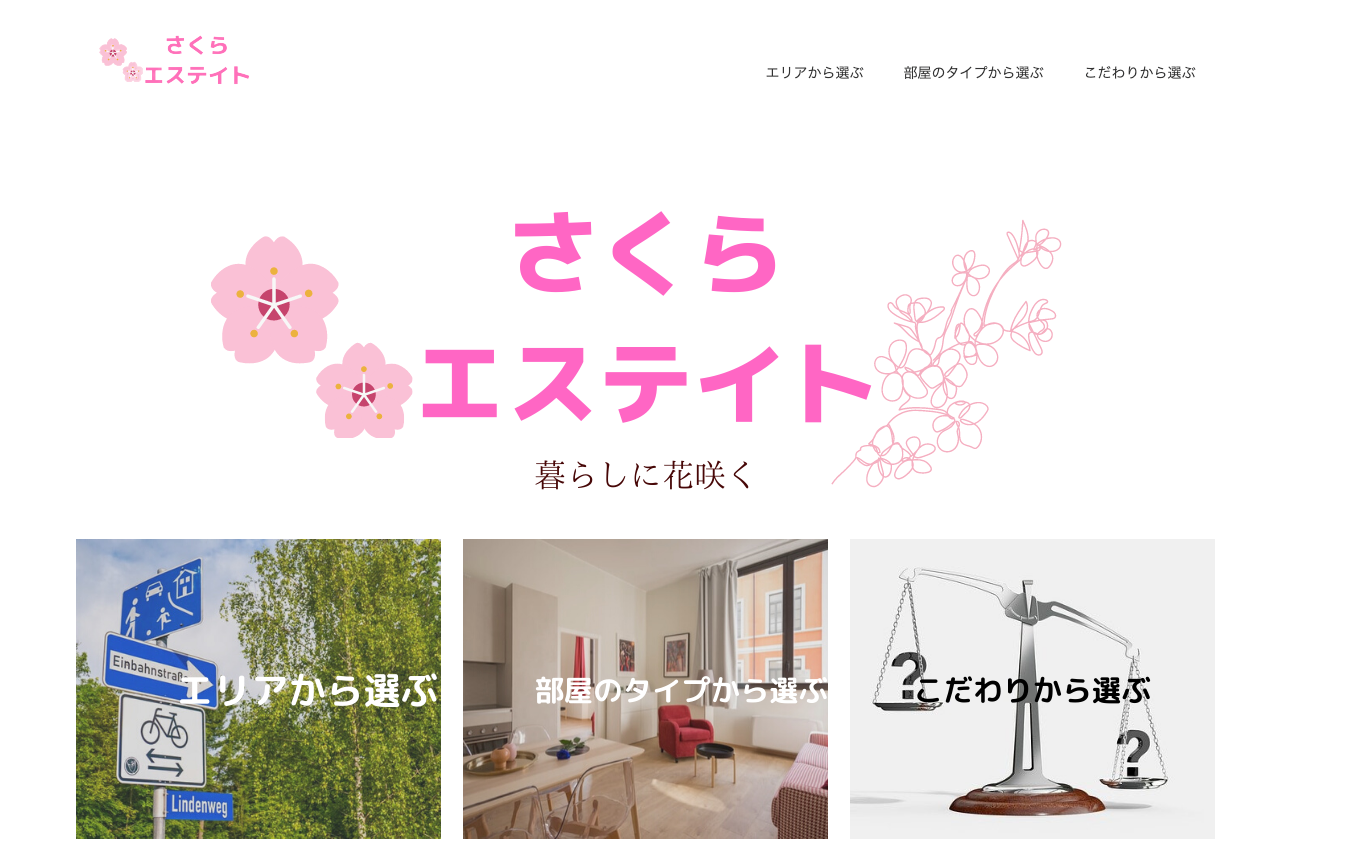 さくら
エステイト
エリアから選ぶ
部屋のタイプから選ぶ
こだわりから選ぶ
さくら
エステイト
暮らしに花咲く
Einbahnstraß
Lindenweg
エリアから選ぶ
部屋のタイプから選ぶ
?
こだわりから選ぶ
?